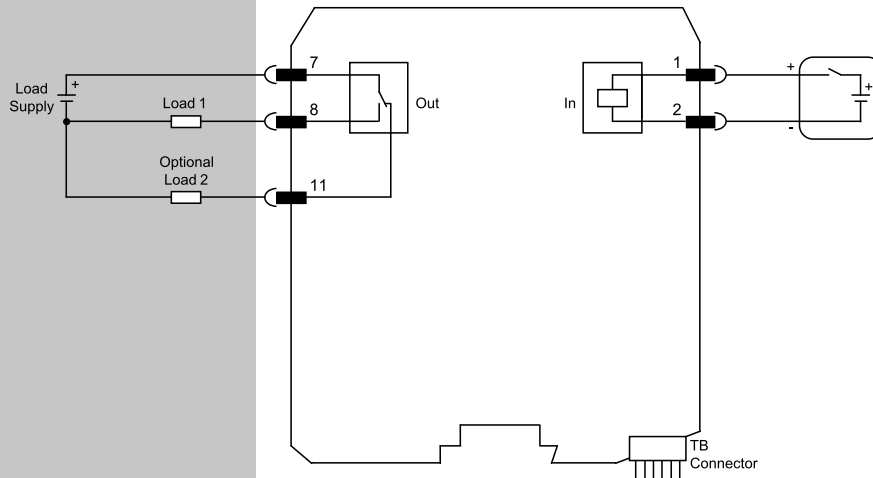 7
1
+
+
Load
Supply
+
Load 1
8
Out
In
2
-
Optional
Load 2
11
TB
Connector